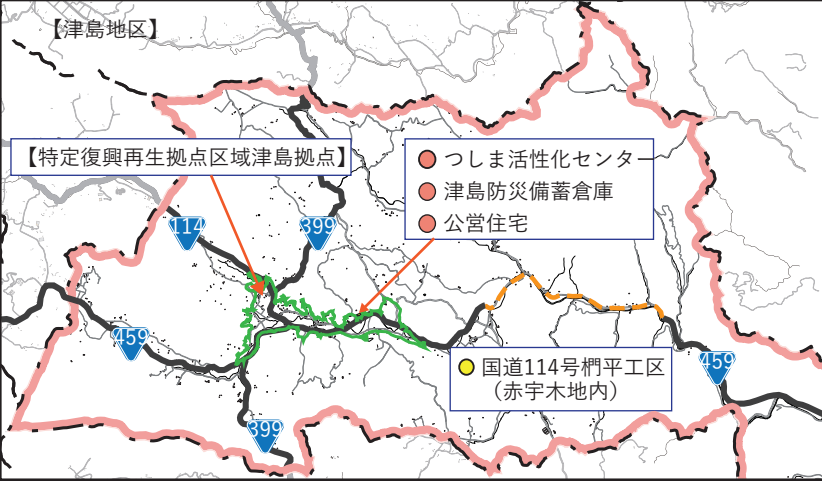 【津島地区】
【特定復興再生拠点区域津島拠点】
つしま活性化センター
津島防災備蓄倉庫
公営住宅
114
399
459
国道114号椚平工区
（赤宇木地内）
459
399